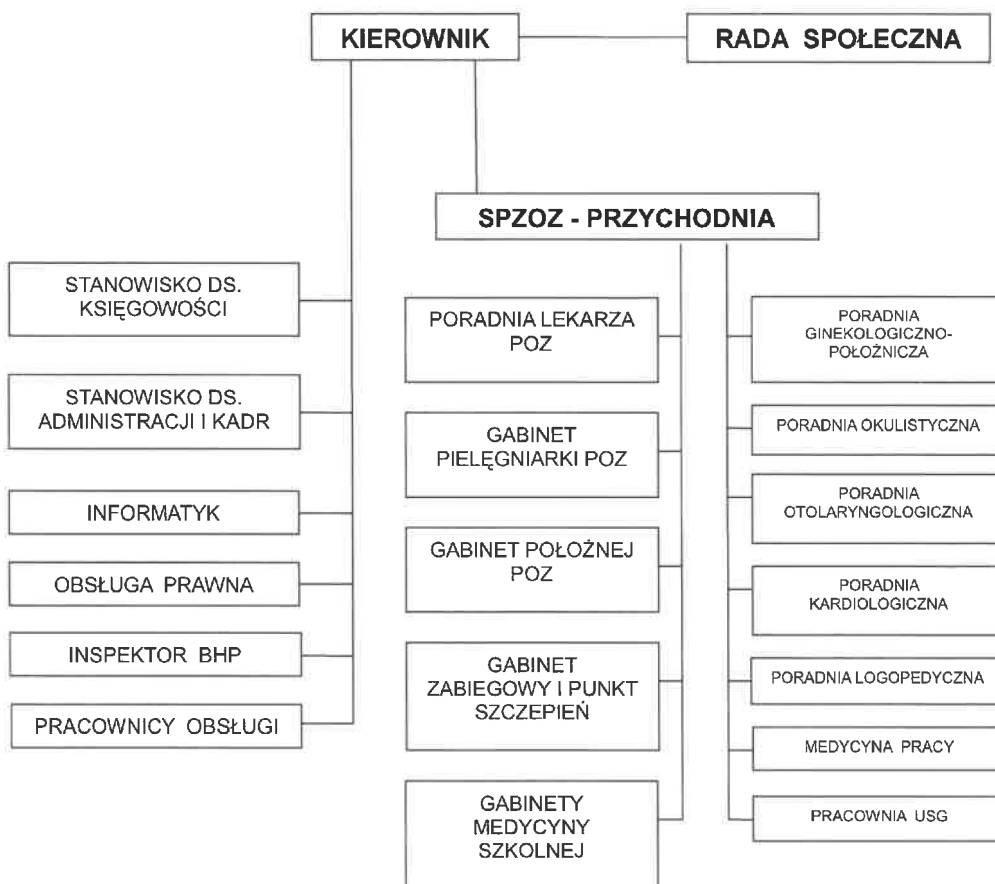 KIEROWNIK
RADA SPOŁECZNA
SPZOZ - PRZYCHODNIA
STANOWISKO DS.
KSIĘGOWOŚCI
STANOWISKO DS.
ADMINISTRACJI I KADR
INFORMATYK
OBSŁUGA PRAWNA
INSPEKTOR BHP
PRACOWNICY OBSŁUGI
PORADNIA LEKARZA
POZ
GABINET
PIELĘGNIARKI POZ
GABINET POŁOŻNEJ
POZ
GABINET
ZABIEGOWY I PUNKT
SZCZEPIEŃ
GABINETY
MEDYCYNY
SZKOLNEJ
PORADNIA
GINEKOLOGICZNO-
POŁOŻNICZA
PORADNIA OKULISTYCZNA
PORADNIA
OTOLARYNGOLOGICZNA
PORADNIA
KARDIOLOGICZNA
PORADNIA LOGOPEDYCZNA
MEDYCYNA PRACY
PRACOWNIA USG